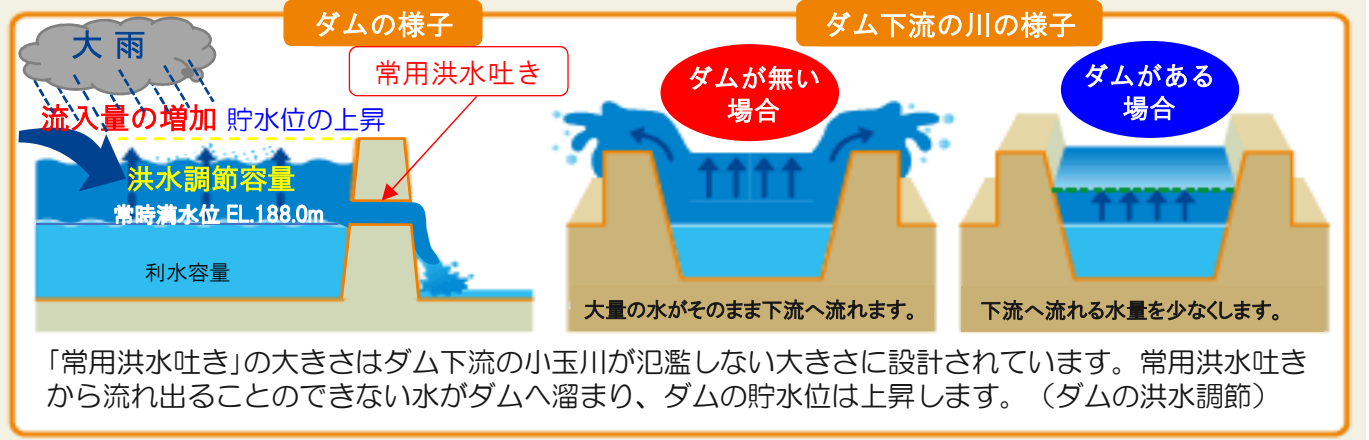 ダムの様子
大雨
常用洪水吐き
流入量の増加 貯水位の上昇
洪水調節容量
常時満水位 EL.188.0m
利水容量
ダム下流の川の様子
ダムが無い
場合
大量の水がそのまま下流へ流れます。
ダムがある
場合
下流へ流れる水量を少なくします。
「常用洪水吐き」の大きさはダム下流の小玉川が氾濫しない大きさに設計されています。常用洪水吐き
から流れ出ることのできない水がダムへ溜まり、ダムの貯水位は上昇します。（ダムの洪水調節）